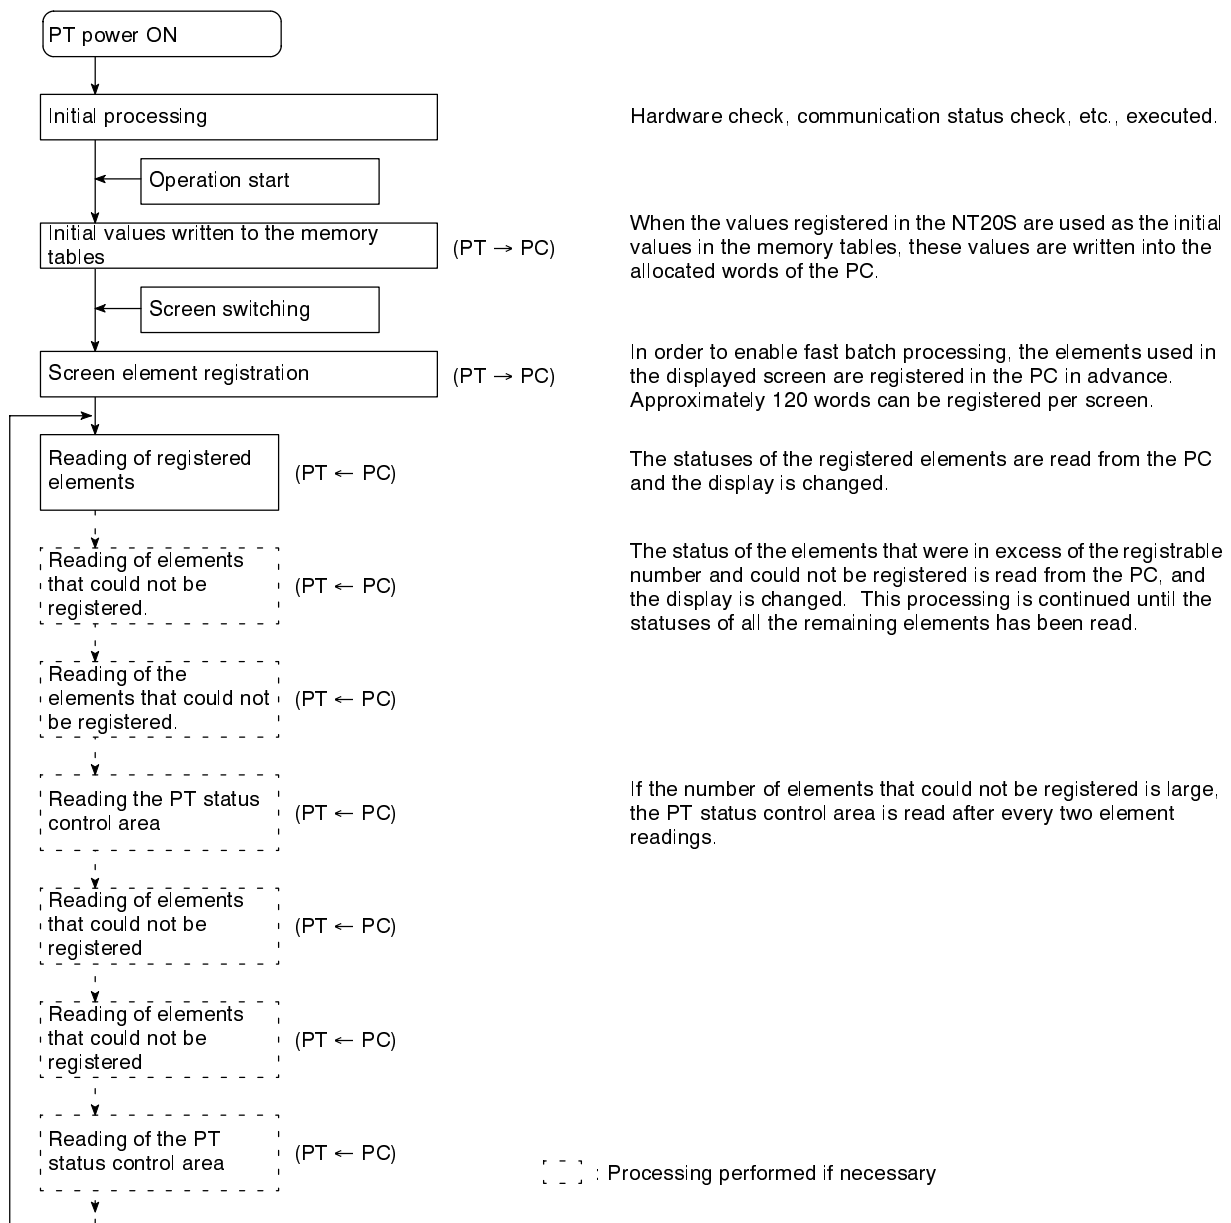 PT power ON
Initial processing
Hardware check, communication status check, etc., executed.
Operation start
Initial values written to the memory
tables
(PT → PC)
When the values registered in the NT20S are used as the initial
values in the memory tables, these values are written into the
allocated words of the PC.
Screen switching
Screen element registration
(PT → PC)
In order to enable fast batch processing, the elements used in
the displayed screen are registered in the PC in advance.
Approximately 120 words can be registered per screen.
Reading of registered
elements
(PT ← PC)
The statuses of the registered elements are read from the PC
and the display is changed.
Reading of elements
that could not be
registered.
(PT ← PC)
The status of the elements that were in excess of the registrable
number and could not be registered is read from the PC, and
the display is changed.  This processing is continued until the
statuses of all the remaining elements has been read.
Reading of the
elements that could not
be registered.
(PT ← PC)
Reading the PT status
control area
(PT ← PC)
If the number of elements that could not be registered is large,
the PT status control area is read after every two element
readings.
Reading of elements
that could not be
registered
(PT ← PC)
Reading of elements
that could not be
registered
(PT ← PC)
Reading of the PT
status control area
(PT ← PC)
: Processing performed if necessary